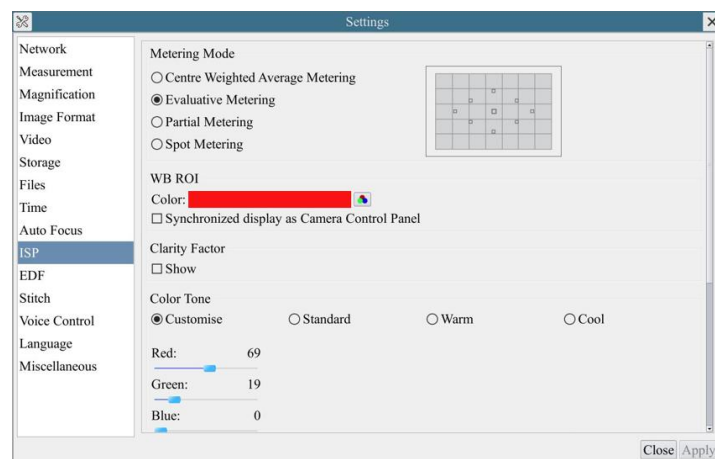 Settings
Network
Measurement
Magnification
Image Format
Video
Storage
Files
Time
Auto Focus
ISP
EDF
Stitch
Voice Control
Language
Miscellaneous
Metering Mode
Centre Weighted Average Metering
Evaluative Metering
Partial Metering
Spot Metering
WB ROI
Color:
Synchronized display as Camera Control Panel
Clarity Factor
Show
Color Tone
Customise Standard Warm Cool
Red: 69
Green: 19
Blue: 0
Close Apply